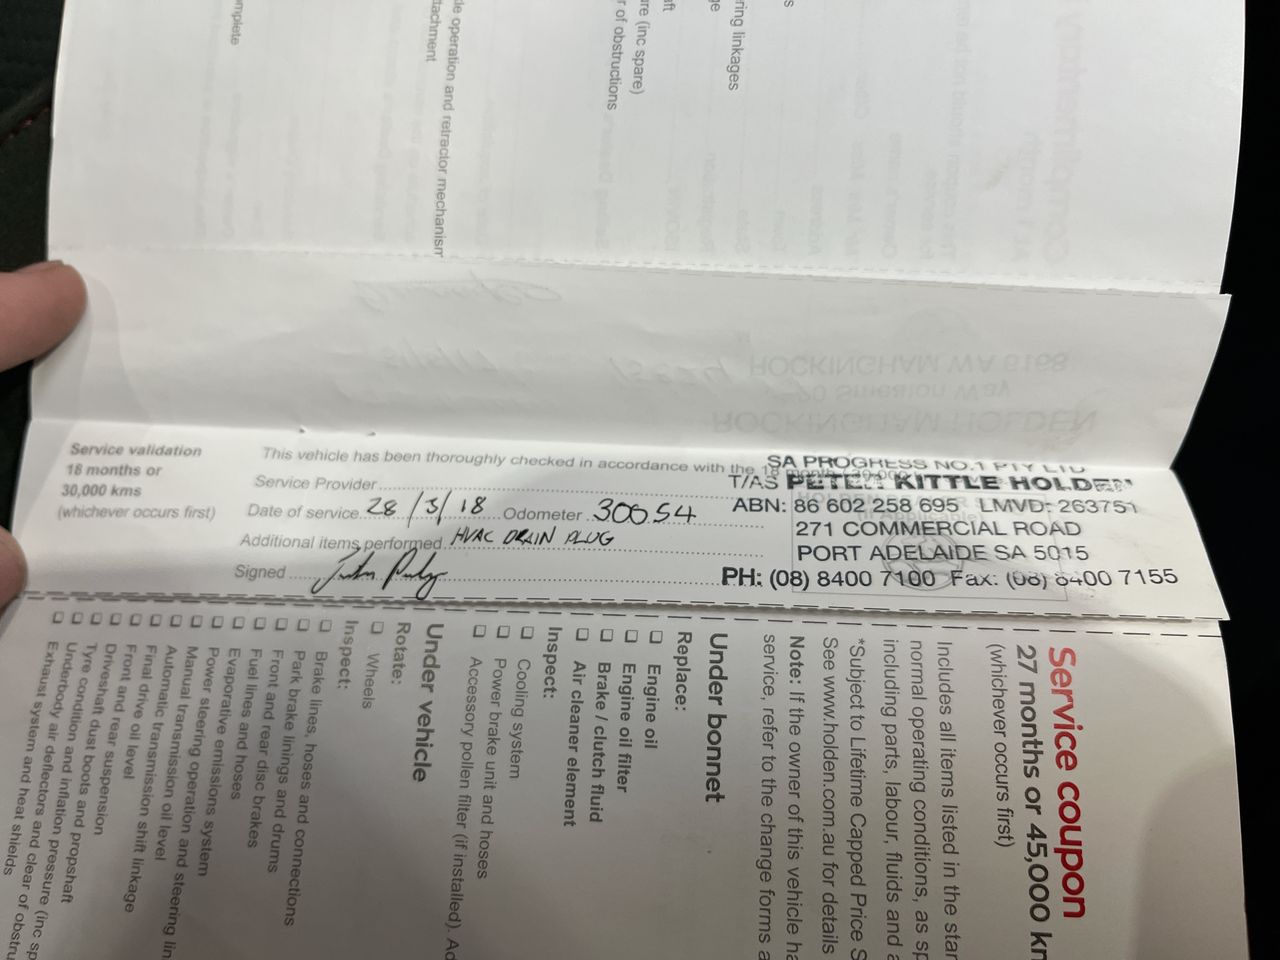 omplete
de operation and retractor mechanism
tachment
re (inc spare)
r of obstructions
ring linkages
Service validation
18 months or
30,000 kms
(whichever occurs first)
This vehicle has been thoroughly checked in accordance with the 18 month / 30,000
Service Provider
Date of service 28/3/18 Odometer 30054
Additional items performed HVAC DRAIN PLUG
Signed
SA PROGRESS NO.1 PTY LTD
T/AS PETER KITTLE HOLDEN
ABN: 86 602 258 695 LMVD: 263751
271 COMMERCIAL ROAD
PORT ADELAIDE SA 5015
PH: (08) 8400 7100 Fax: (08) 8400 7155
ROCKINGHAM HOLDEN
ROCKINGHAM WA 6168
Service coupon
27 months or 45,000 km
(whichever occurs first)
Includes all items listed in the star
normal operating conditions, as sp
including parts, labour, fluids and a
*Subject to Lifetime Capped Price S
See www.holden.com.au for details
Note: If the owner of this vehicle ha
service, refer to the change forms a
Under bonnet
Replace:
Engine oil
Engine oil filter
Brake / clutch fluid
Air cleaner element
Inspect:
Cooling system
Power brake unit and hoses
Accessory pollen filter (if installed). Ad
Under vehicle
Rotate:
Wheels
Inspect:
Brake lines, hoses and connections
Park brake linings and drums
Front and rear disc brakes
Fuel lines and hoses
Evaporative emissions system
Power steering operation
Manual transmission oil level and steering lin
Automatic transmission oil level
Final drive oil level
Automatic transmission shift linkage
Front and rear suspension
Driveshaft dust boots and propshaft
Tyre condition and inflation pressure (inc sp
Underbody air deflectors and clear of obstru
Exhaust system and heat shields